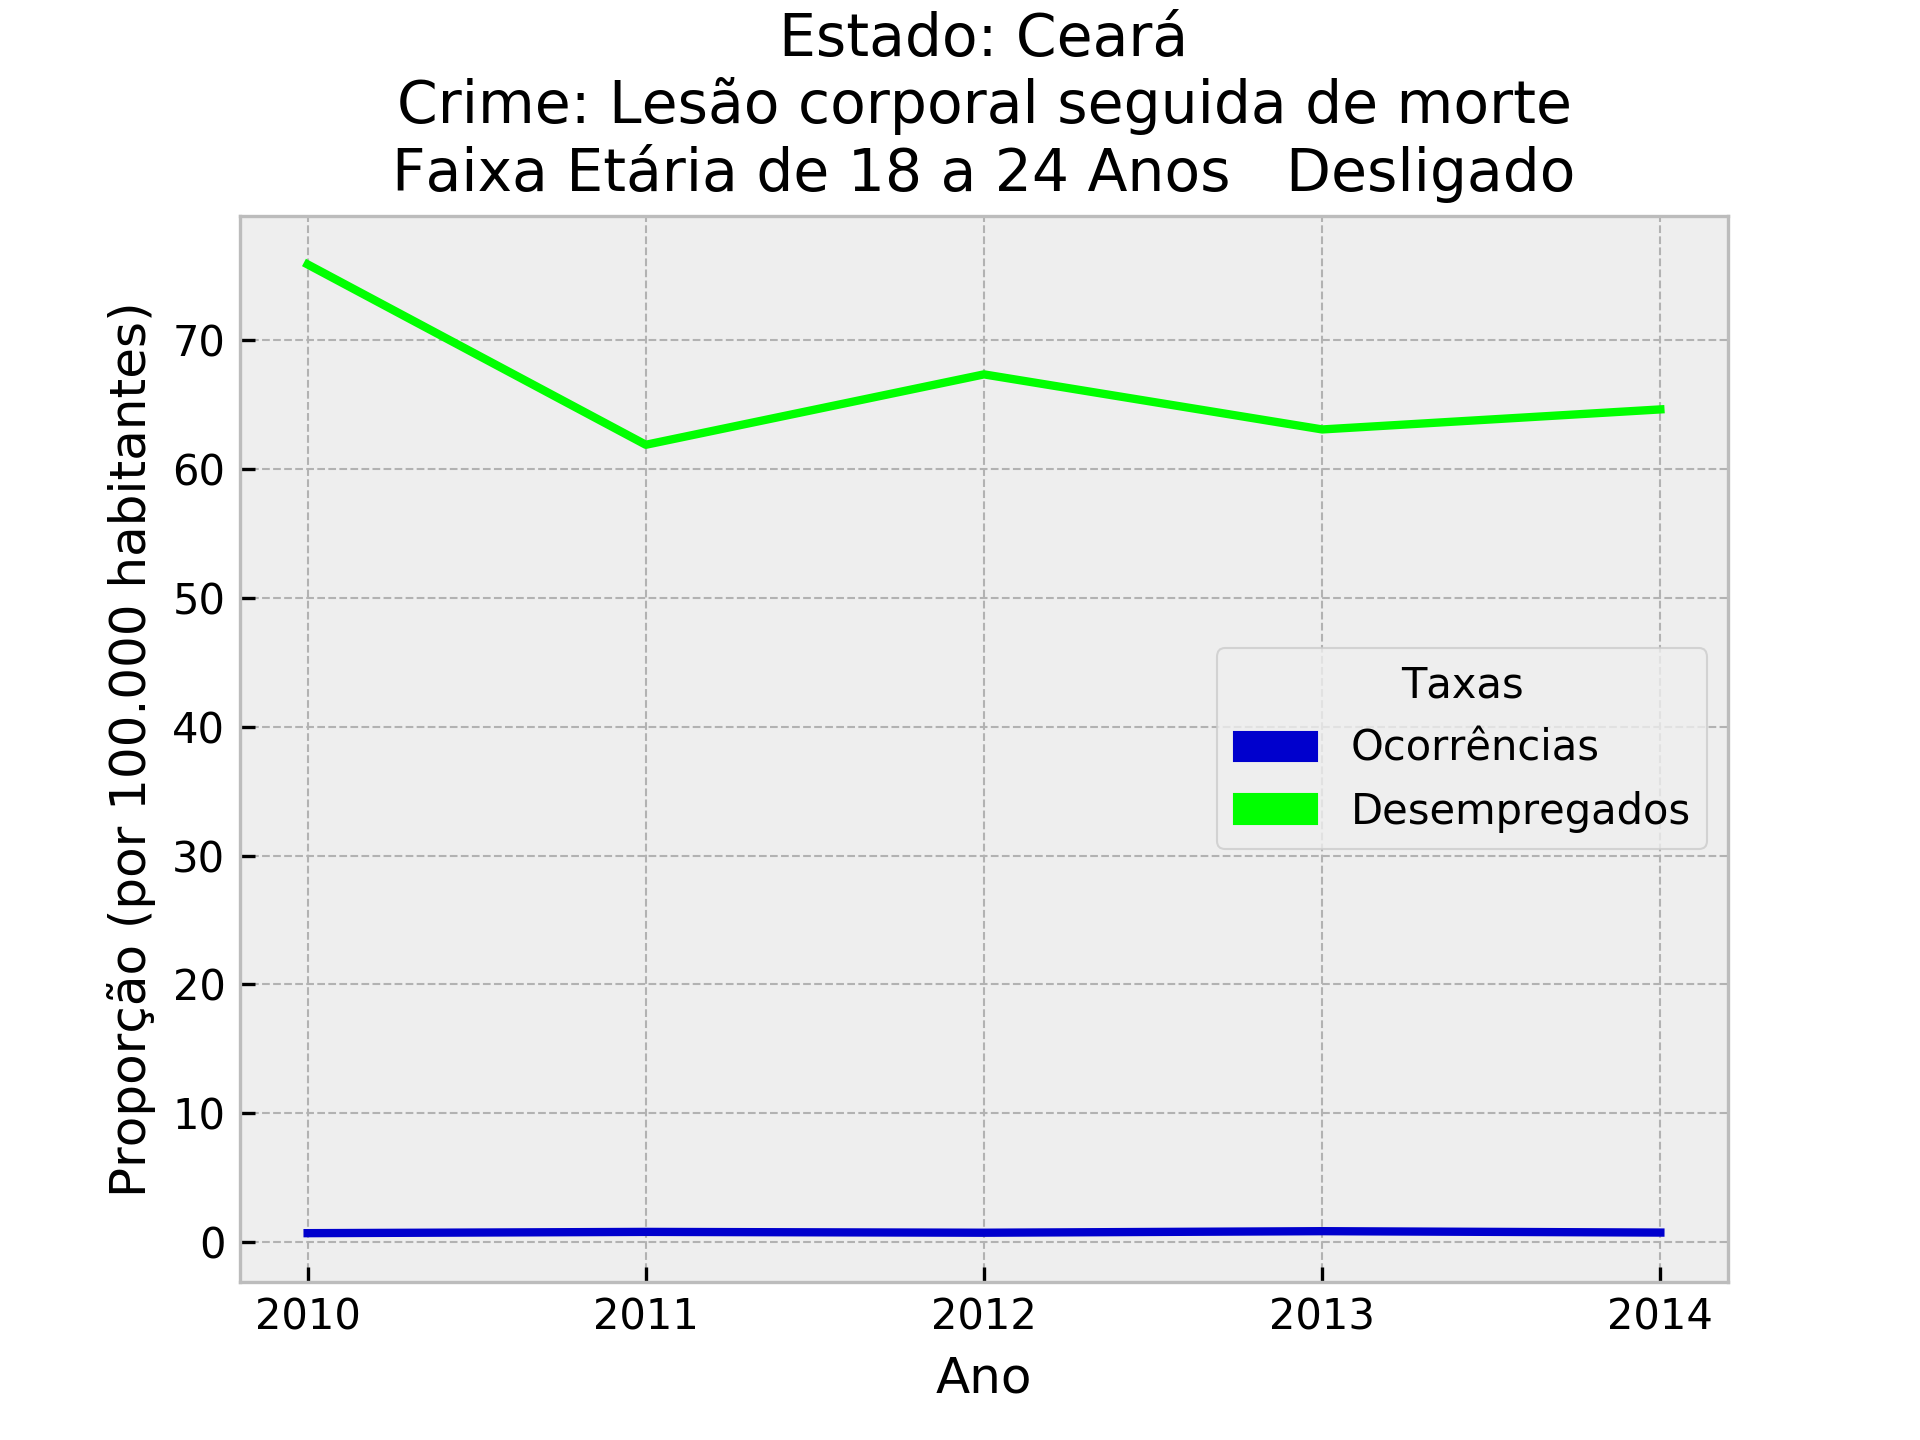 Estado: Ceará
Crime: Lesão corporal seguida de morte
Faixa Etária de 18 a 24 Anos   Desligado
Proporção (por 100.000 habitantes)
70
60
50
40
30
20
10
0
Taxas
Ocorrências
Desempregados
2010
2011
2012
2013
2014
Ano